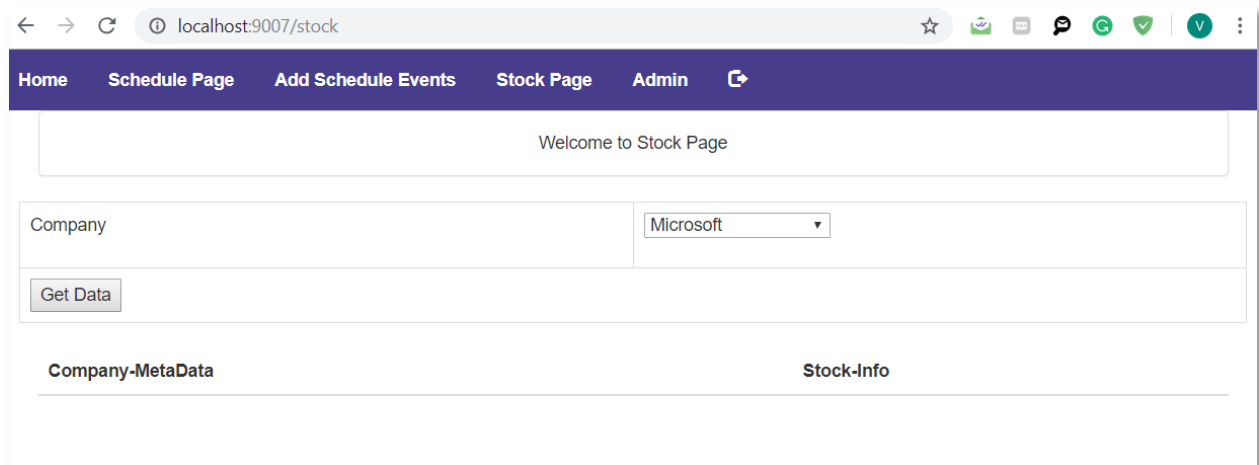 localhost:9007/stock
V
Home Schedule Page Add Schedule Events Stock Page Admin
Welcome to Stock Page
Company Microsoft
Get Data
Company-MetaData Stock-Info